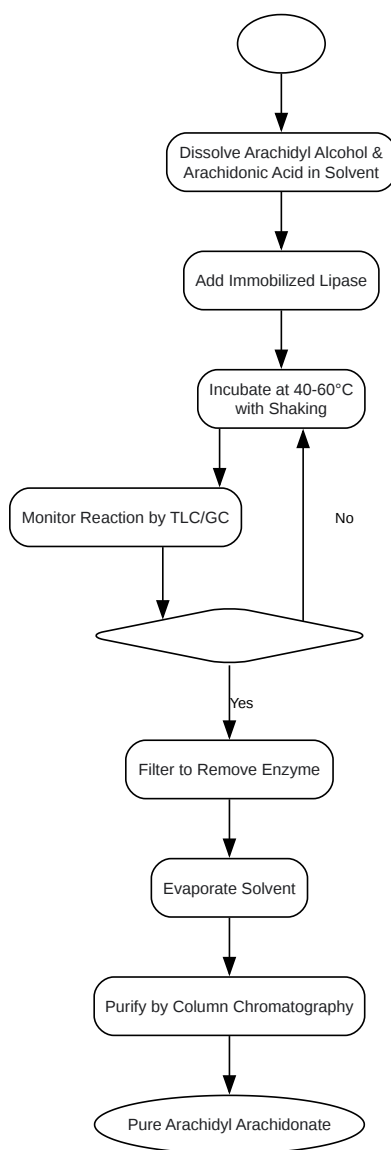 Dissolve Arachidyl Alcohol &
Arachidonic Acid in Solvent
Add Immobilized Lipase
Incubate at 40-60°C
with Shaking
Monitor Reaction by TLC/GC
No
Yes
Filter to Remove Enzyme
Evaporate Solvent
Purify by Column Chromatography
Pure Arachidyl Arachidonate